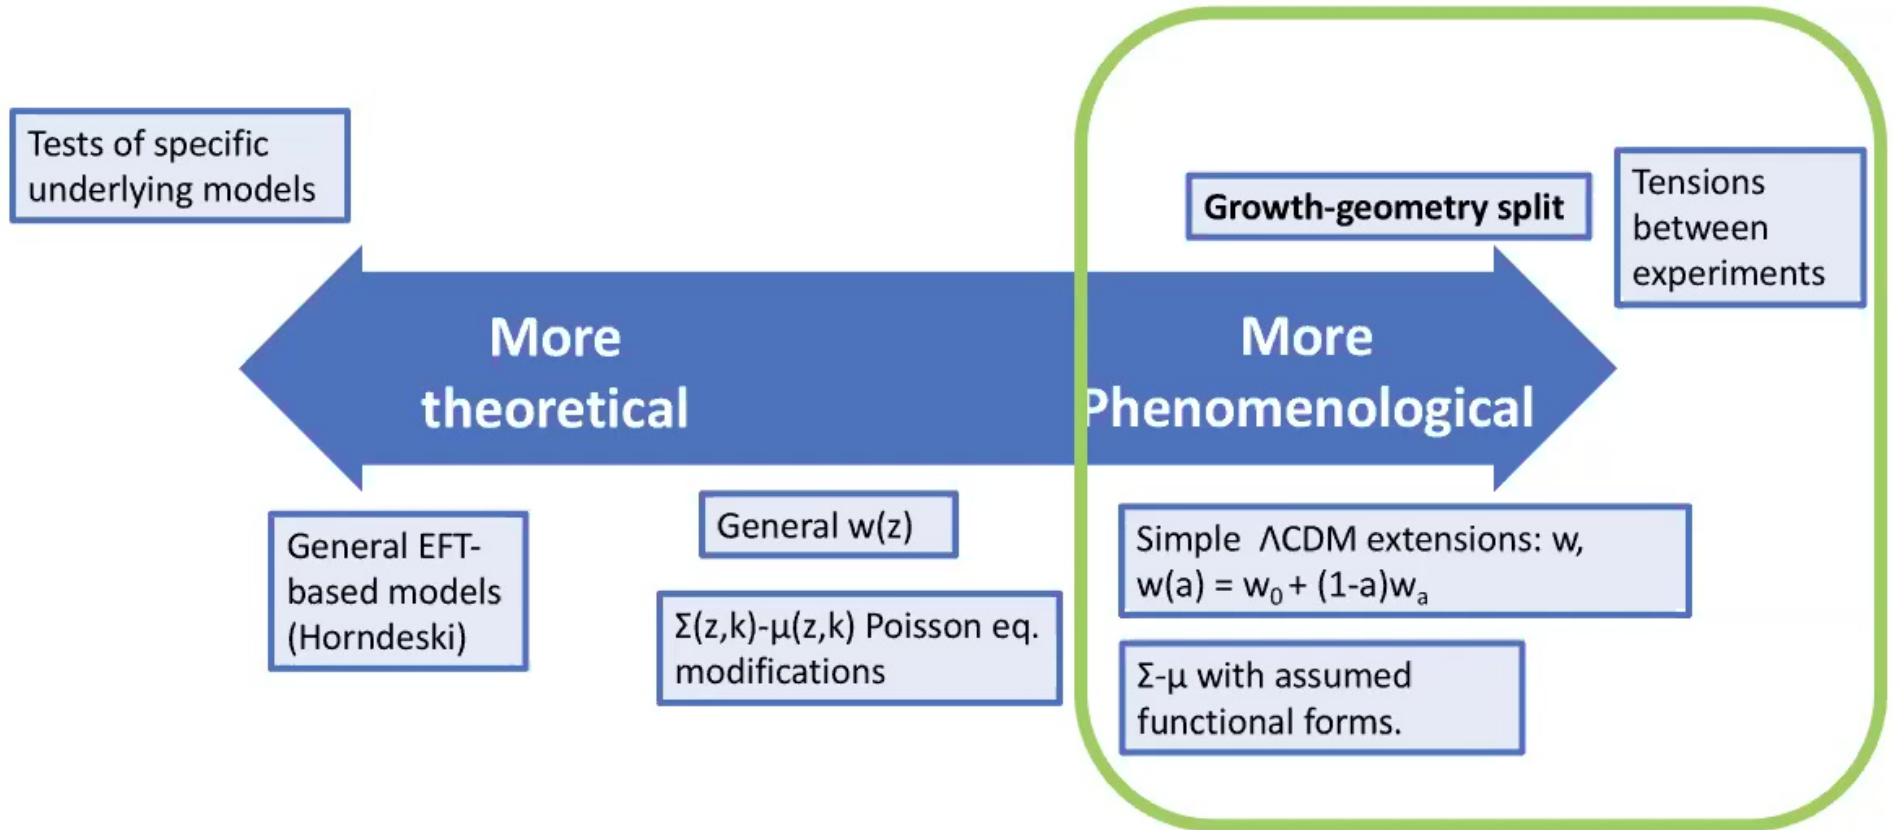 Tests of specific
underlying models
Growth-geometry split
Tensions
between
experiments
More
theoretical
More
Phenomenological
General EFT-
based models
(Horndeski)
General w(z)
Σ(z,k)-μ(z,k) Poisson eq.
modifications
Simple ΛCDM extensions: w,
w(a) = w₀ + (1-a)wₐ
Σ-μ with assumed
functional forms.